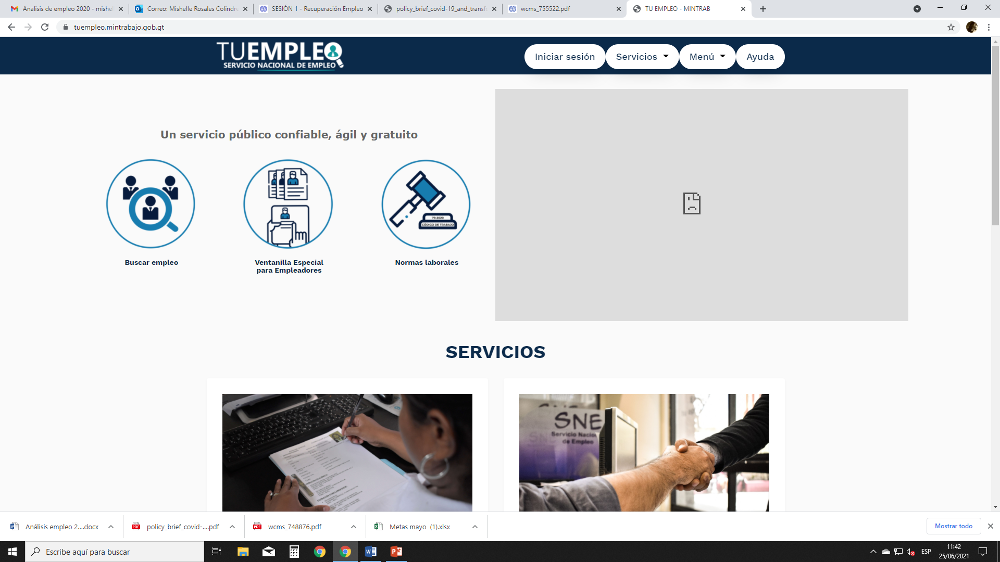 Analisis de empleo 2020 - mishel
Correo: Mishelle Rosales Colindre
SESIÓN 1 - Recuperación Empleo
policy_brief_covid-19_and_transfo
wcms_755522.pdf
TU EMPLEO - MINTRAB
tuempleo.mintrabajo.gob.gt
TUEMPLEO
SERVICIO NACIONAL DE EMPLEO
Iniciar sesión
Servicios
Menú
Ayuda
Un servicio público confiable, ágil y gratuito
79-2020
CÓDIGO DE TRABAJO
Buscar empleo
Ventanilla Especial
para Empleadores
Normas laborales
SERVICIOS
SNE
Servicio Nacio
de Empleo
Análisis empleo 2....docx
policy_brief_covid-....pdf
wcms_748876.pdf
Metas mayo (1).xlsx
Mostrar todo
Escribe aquí para buscar
ESP
11:42
25/06/2021